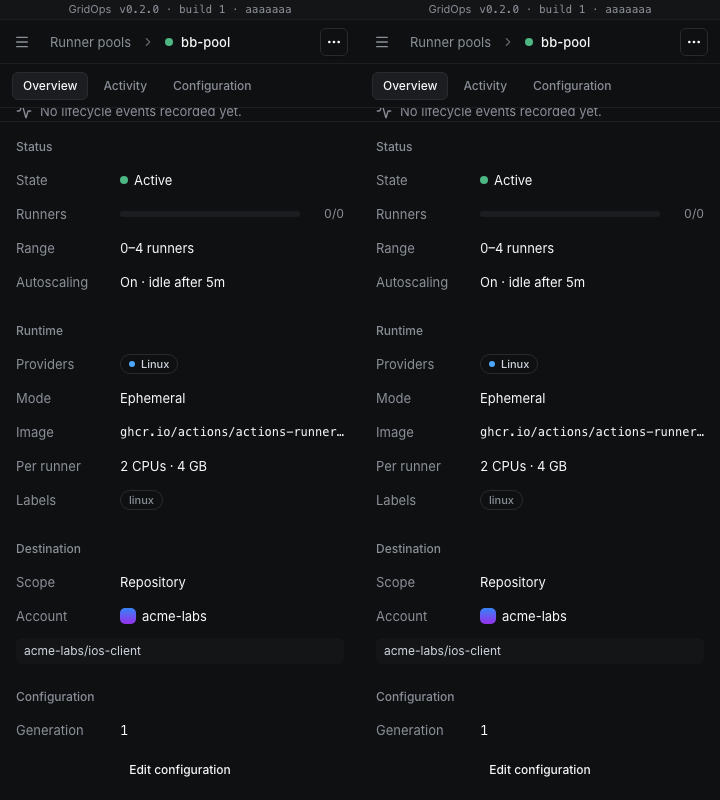 GridOps v0.2.0 · build 1 · aaaaaaa
Runner pools > bb-pool
Overview Activity Configuration
No lifecycle events recorded yet.
Status
State Active
Runners 0/0
Range 0–4 runners
Autoscaling On · idle after 5m
Runtime
Providers Linux
Mode Ephemeral
Image ghcr.io/actions/actions-runner…
Per runner 2 CPUs · 4 GB
Labels linux
Destination
Scope Repository
Account acme-labs
acme-labs/ios-client
Configuration
Generation 1
Edit configuration
GridOps v0.2.0 · build 1 · aaaaaaa
Runner pools > bb-pool
Overview Activity Configuration
No lifecycle events recorded yet.
Status
State Active
Runners 0/0
Range 0–4 runners
Autoscaling On · idle after 5m
Runtime
Providers Linux
Mode Ephemeral
Image ghcr.io/actions/actions-runner…
Per runner 2 CPUs · 4 GB
Labels linux
Destination
Scope Repository
Account acme-labs
acme-labs/ios-client
Configuration
Generation 1
Edit configuration